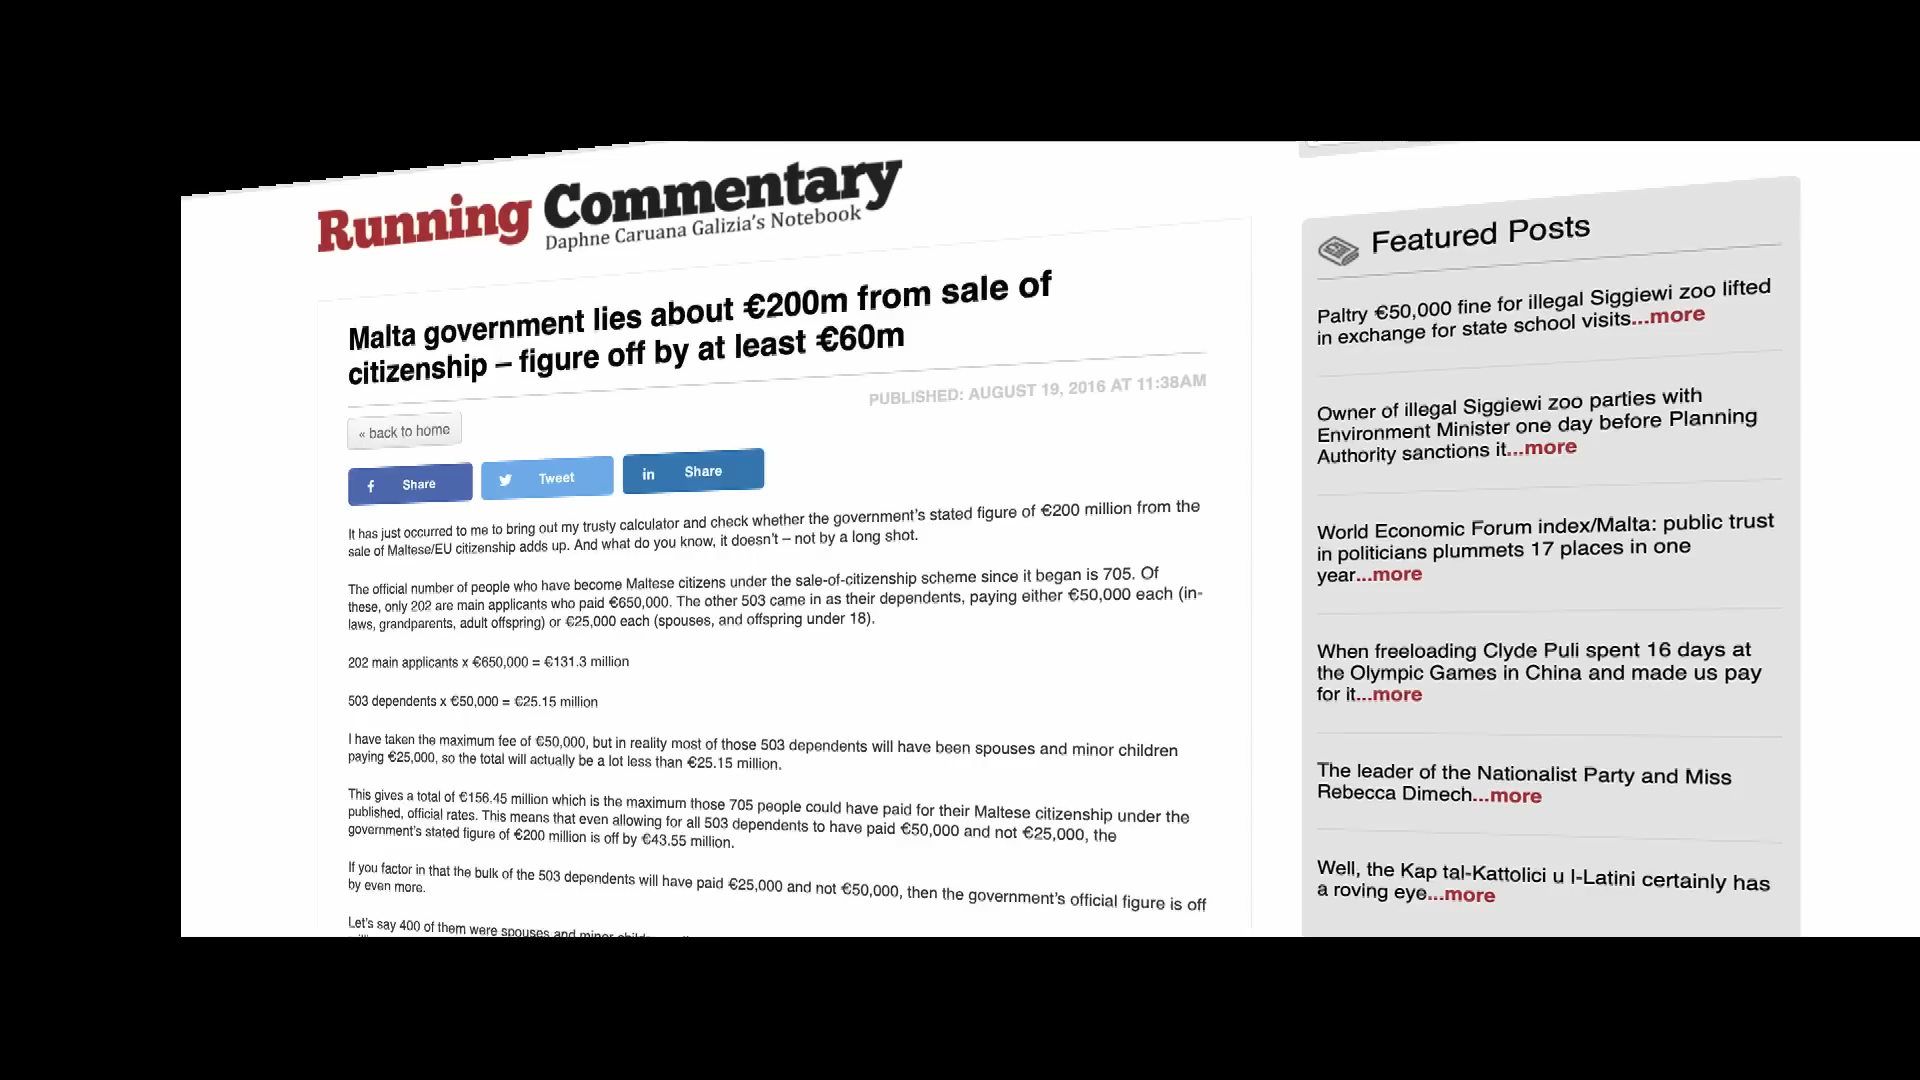 Running Commentary
Daphne Caruana Galizia's Notebook
Malta government lies about €200m from sale of
citizenship – figure off by at least €60m
PUBLISHED: AUGUST 19, 2016 AT 11:38AM
« back to home
Share
Tweet
Share
It has just occurred to me to bring out my trusty calculator and check whether the government's stated figure of €200 million from the
sale of Maltese/EU citizenship adds up. And what do you know, it doesn't – not by a long shot.
The official number of people who have become Maltese citizens under the sale-of-citizenship scheme since it began is 705. Of
these, only 202 are main applicants who paid €650,000. The other 503 came in as their dependents, paying either €50,000 each (in-
laws, grandparents, adult offspring) or €25,000 each (spouses, and offspring under 18).
202 main applicants x €650,000 = €131.3 million
503 dependents x €50,000 = €25.15 million
I have taken the maximum fee of €50,000, but in reality most of those 503 dependents will have been spouses and minor children
paying €25,000, so the total will actually be a lot less than €25.15 million.
This gives a total of €156.45 million which is the maximum those 705 people could have paid for their Maltese citizenship under the
published, official rates. This means that even allowing for all 503 dependents to have paid €50,000 and not €25,000, the
government's stated figure of €200 million is off by €43.55 million.
If you factor in that the bulk of the 503 dependents will have paid €25,000 and not €50,000, then the government's official figure is off
by even more.
Let's say 400 of them were spouses and minor
Featured Posts
Paltry €50,000 fine for illegal Siggiewi zoo lifted
in exchange for state school visits...more
Owner of illegal Siggiewi zoo parties with
Environment Minister one day before Planning
Authority sanctions it...more
World Economic Forum index/Malta: public trust
in politicians plummets 17 places in one
year...more
When freeloading Clyde Puli spent 16 days at
the Olympic Games in China and made us pay
for it...more
The leader of the Nationalist Party and Miss
Rebecca Dimech...more
Well, the Kap tal-Kattolici u l-Latini certainly has
a roving eye...more